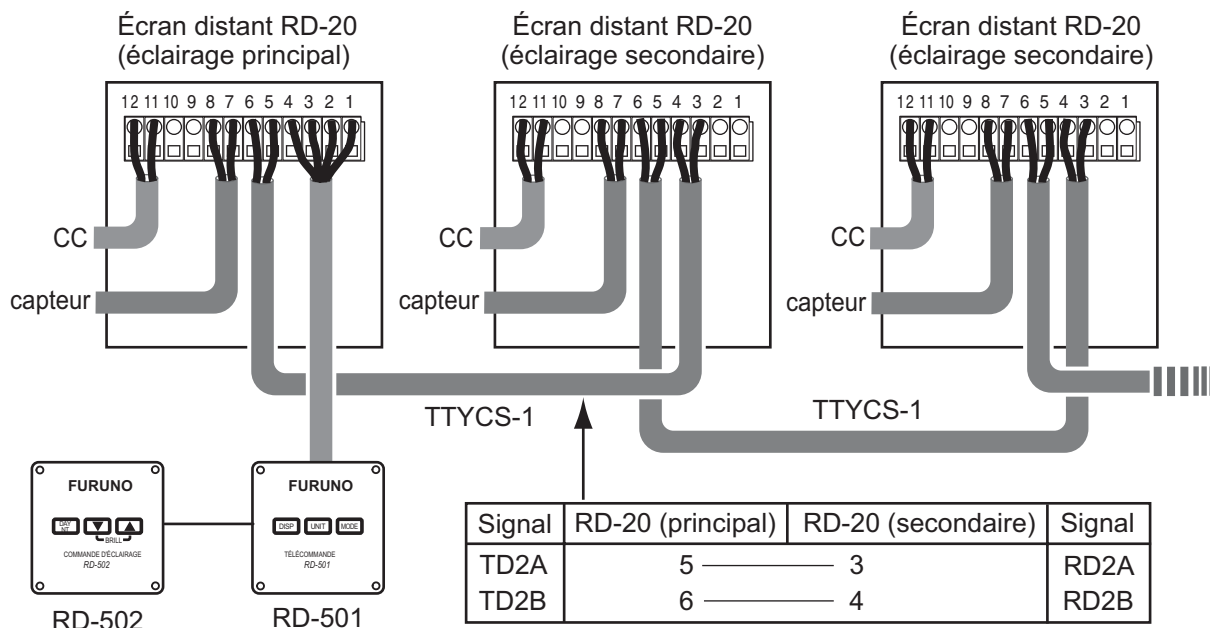 Écran distant RD-20
(éclairage principal)
Écran distant RD-20
(éclairage secondaire)
Écran distant RD-20
(éclairage secondaire)
12 11 10 9 8 7 6 5 4 3 2 1
12 11 10 9 8 7 6 5 4 3 2 1
12 11 10 9 8 7 6 5 4 3 2 1
CC
CC
CC
capteur
capteur
capteur
TTYCS-1
TTYCS-1
FURUNO
DAY
NT
BRILL
COMMANDE D'ÉCLAIRAGE
RD-502
RD-502
FURUNO
DISP UNIT MODE
TÉLÉCOMMANDE
RD-501
RD-501
Signal RD-20 (principal) RD-20 (secondaire) Signal
TD2A 5 3 RD2A
TD2B 6 4 RD2B